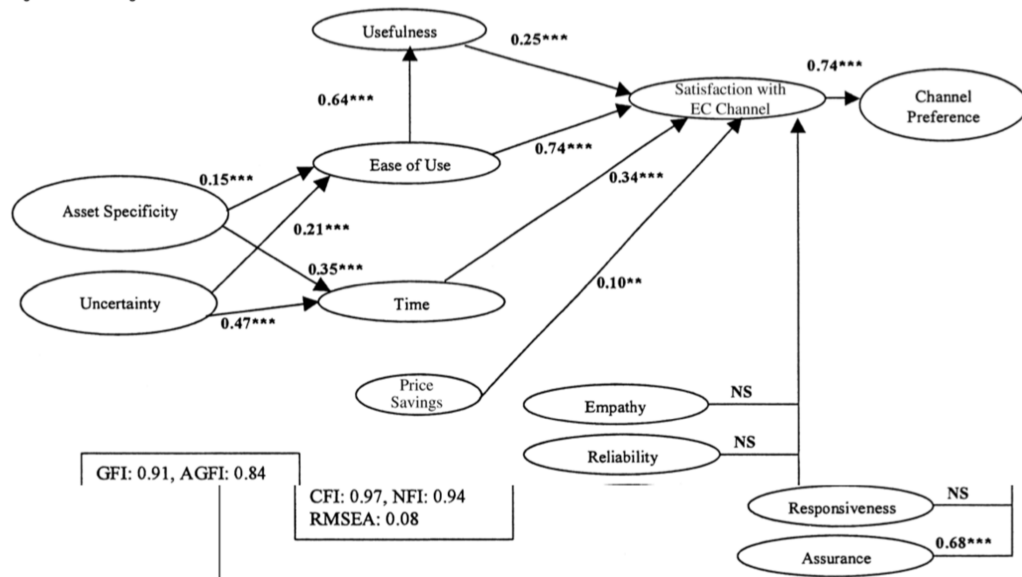 Usefulness
0.25***
0.74***
Satisfaction with
EC Channel
Channel
Preference
0.64***
Ease of Use
0.74***
0.15***
0.34***
Asset Specificity
0.21***
0.35***
Uncertainty
Time
0.10**
0.47***
Price
Savings
NS
Empathy
NS
Reliability
GFI: 0.91, AGFI: 0.84
CFI: 0.97, NFI: 0.94
RMSEA: 0.08
NS
Responsiveness
0.68***
Assurance